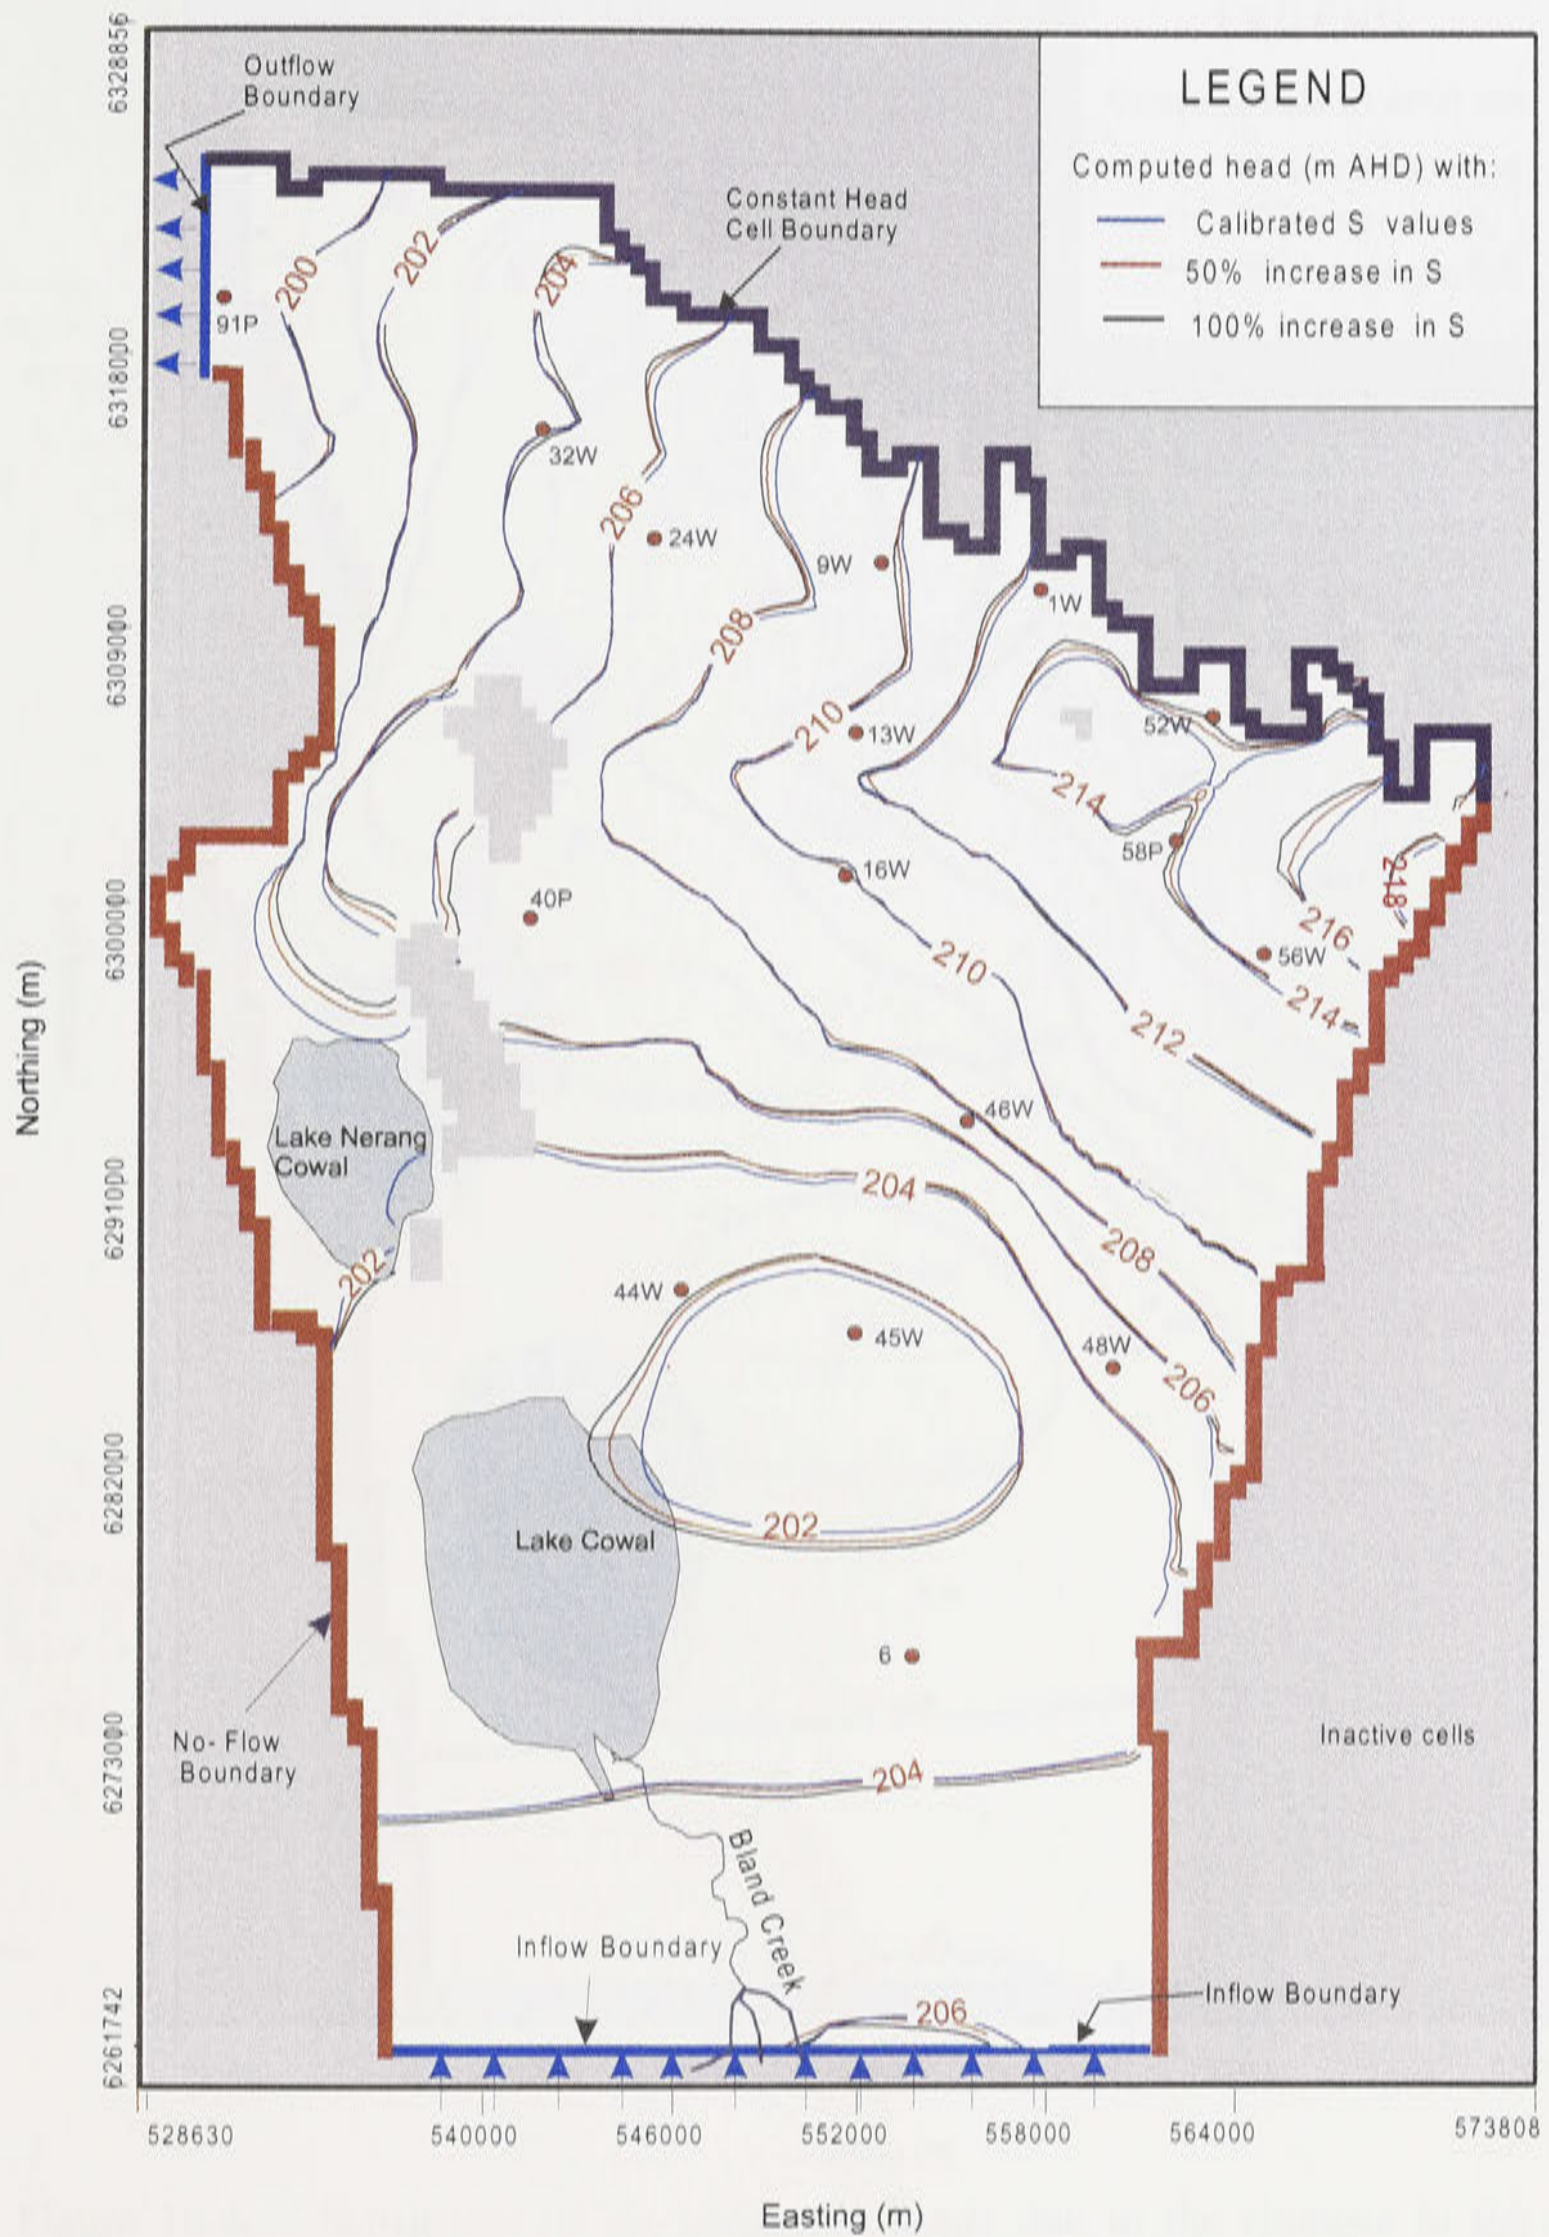 6328856
6318000
6309000
6300000
6291000
6282000
6273000
6261742
Northing (m)
Outflow
Boundary
LEGEND
Computed head (m AHD) with:
Calibrated S values
50% increase in S
100% increase in S
Constant Head
Cell Boundary
200
202
204
91P
32W
206
24W
9W
1W
208
210
13W
52W
214
58P
16W
218
40P
216
210
56W
214
212
46W
Lake Nerang
Cowal
204
208
202
44W
45W
48W
206
202
Lake Cowal
6
No- Flow
Boundary
Inactive cells
204
Bland Creek
Inflow Boundary
Inflow Boundary
206
528630
540000
546000
552000
558000
564000
573808
Easting (m)